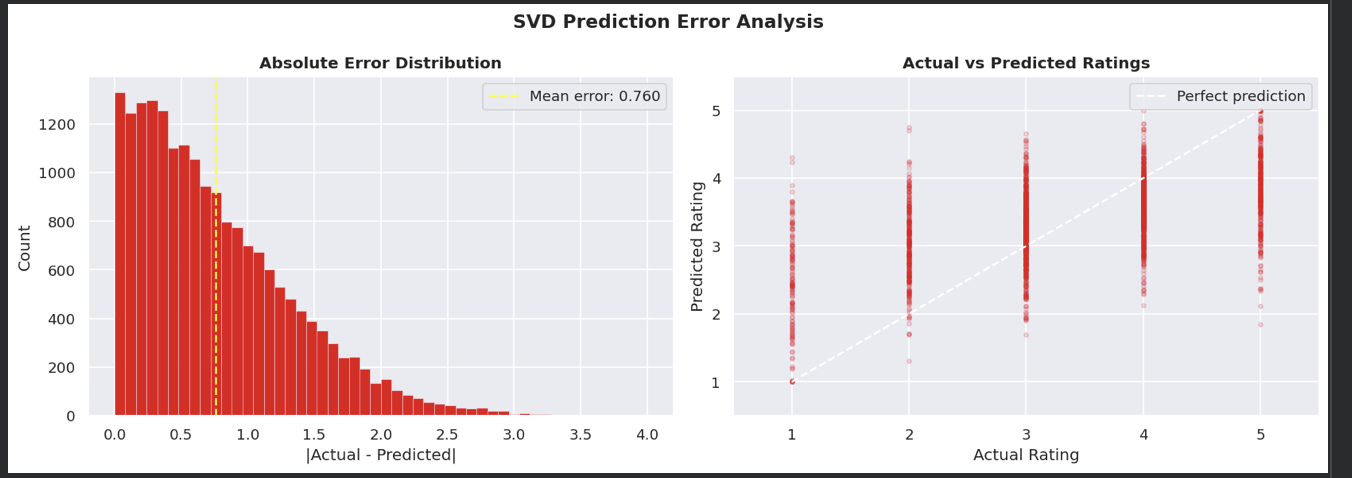 SVD Prediction Error Analysis
Absolute Error Distribution
Mean error: 0.760
Count
1200
1000
800
600
400
200
0
0.0 0.5 1.0 1.5 2.0 2.5 3.0 3.5 4.0
|Actual - Predicted|
Actual vs Predicted Ratings
Perfect prediction
Predicted Rating
5
4
3
2
1
1 2 3 4 5
Actual Rating